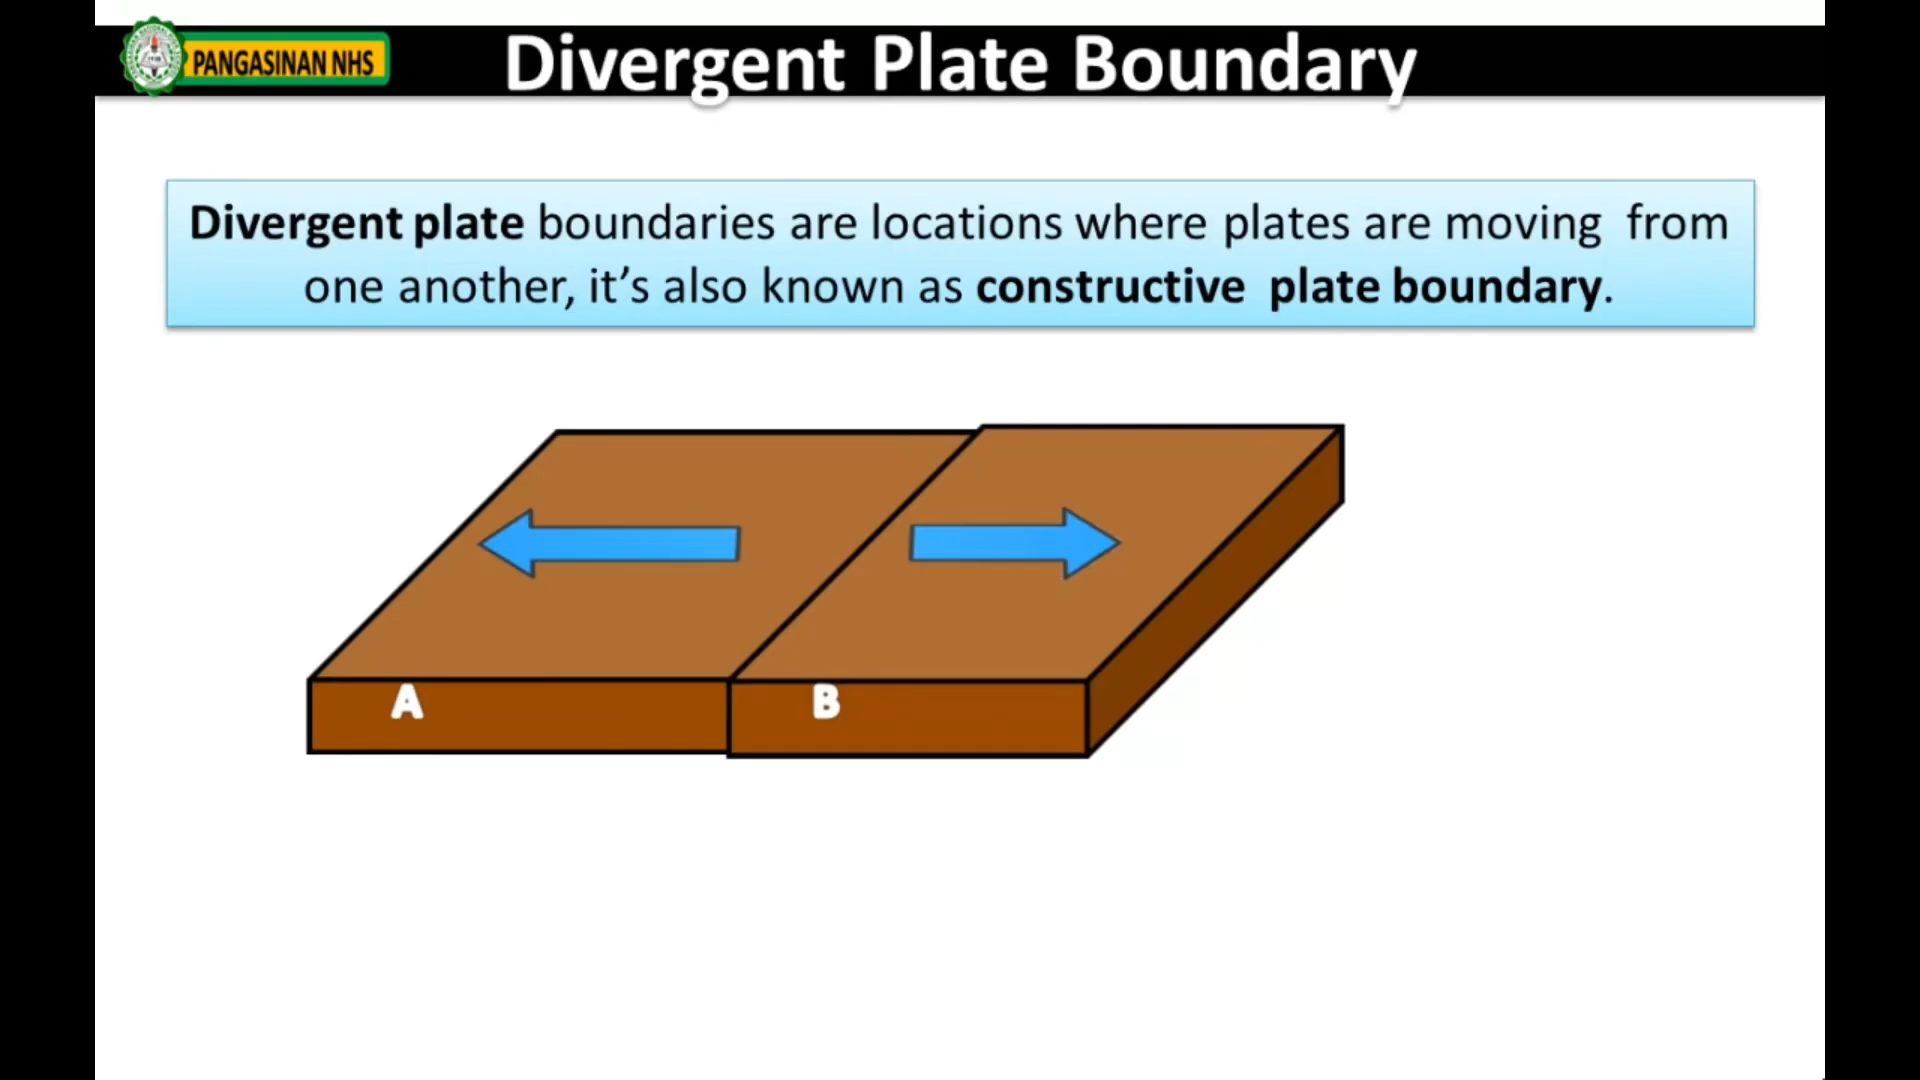 PANGASINAN NHS
Divergent Plate Boundary
Divergent plate boundaries are locations where plates are moving from
one another, it’s also known as constructive plate boundary.
A
B